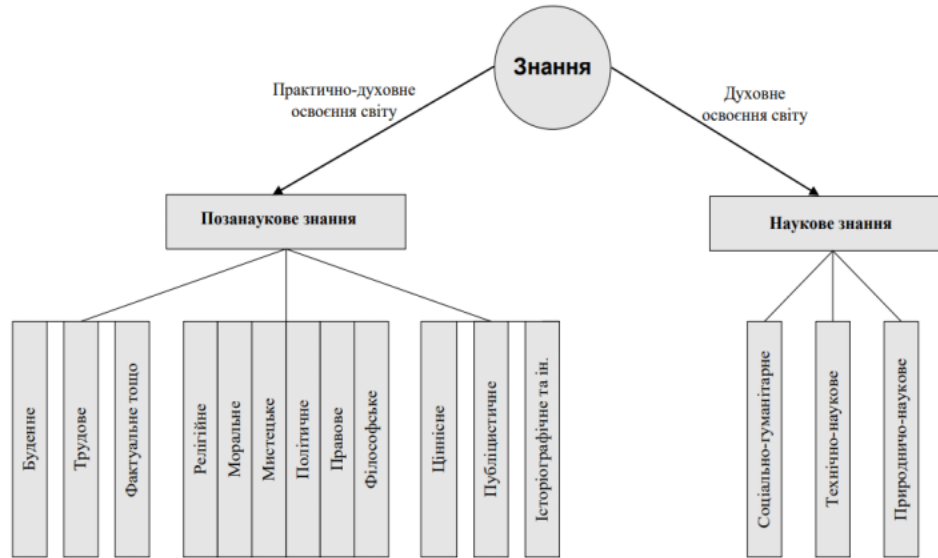 Знання
Практично-духовне
освоєння світу
Духовне
освоєння світу
Позанаукове знання
Наукове знання
Буденне
Трудове
Фактуальне тощо
Релігійне
Моральне
Мистецьке
Політичне
Правове
Філософське
Ціннісне
Публіцистичне
Історіографічне та ін.
Соціально-гуманітарне
Технічно-наукове
Природничо-наукове